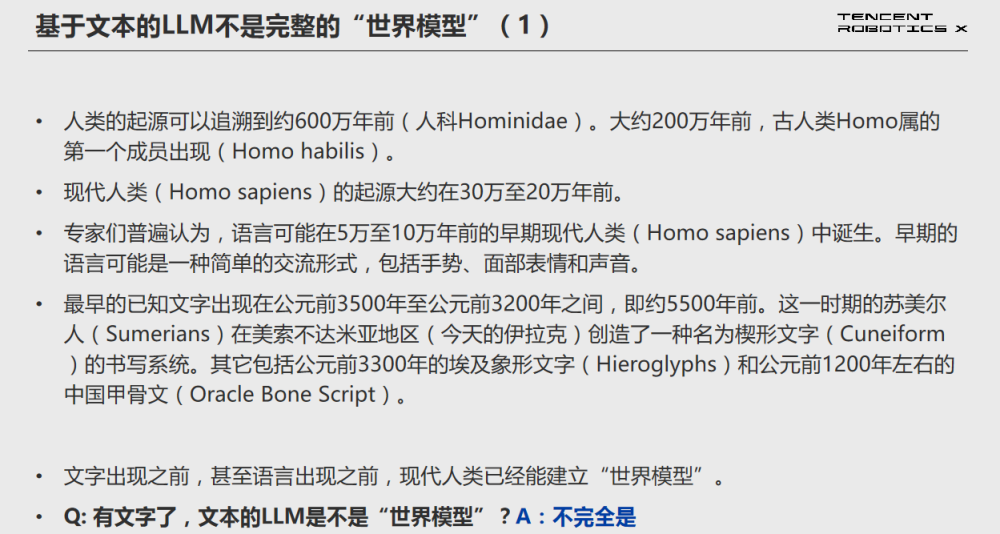 基于文本的LLM不是完整的“世界模型”（1）
TENCENT
ROBOTICS X
• 人类的起源可以追溯到约600万年前（人科Hominidae）。大约200万年前，古人类Homo属的
第一个成员出现（Homo habilis）。
• 现代人类（Homo sapiens）的起源大约在30万至20万年前。
• 专家们普遍认为，语言可能在5万至10万年前的早期现代人类（Homo sapiens）中诞生。早期的
语言可能是一种简单的交流形式，包括手势、面部表情和声音。
• 最早的已知文字出现在公元前3500年至公元前3200年之间，即约5500年前。这一时期的苏美尔
人（Sumerians）在美索不达米亚地区（今天的伊拉克）创造了一种名为楔形文字（Cuneiform
）的书写系统。其它包括公元前3300年的埃及象形文字（Hieroglyphs）和公元前1200年左右的
中国甲骨文（Oracle Bone Script）。
• 文字出现之前，甚至语言出现之前，现代人类已经能建立“世界模型”。
• Q: 有文字了，文本的LLM是不是“世界模”？A：不完全是